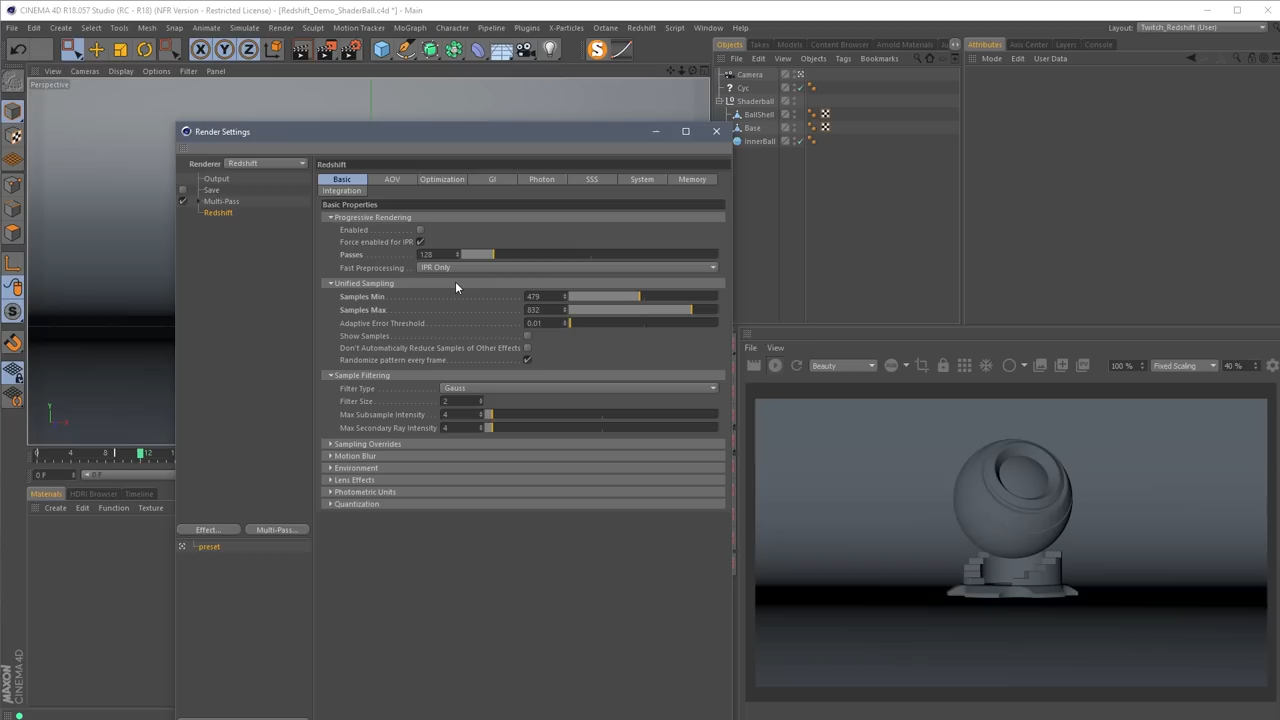 CINEMA 4D R18.057 Studio (RC - R18) (NFR Version - Restricted License) - [Redshift_Demo_ShaderBall.c4d *] - Main
File Edit Create Select Tools Mesh Snap Animate Simulate Render Sculpt Motion Tracker MoGraph Character Pipeline Plugins X-Particles Octane Redshift Script Window Help
Layout: Twitch_Redshift (User)
Objects Takes Models Content Browser Arnold Materials Ju
Attributes Axis Center Layers Console
File Edit View Objects Tags Bookmarks
Mode Edit User Data
View Cameras Display Options Filter Panel
Perspective
Camera
Cyc
Shaderball
BallShell
Base
InnerBall
Render Settings
Renderer Redshift
Output
Save
Multi-Pass
Redshift
Redshift
Basic AOV Optimization GI Photon SSS System Memory
Integration
Basic Properties
Progressive Rendering
Enabled
Force enabled for IPR
Passes 128
Fast Preprocessing IPR Only
Unified Sampling
Samples Min 479
Samples Max 832
Adaptive Error Threshold 0.01
Show Samples
Don't Automatically Reduce Samples of Other Effects
Randomize pattern every frame
Sample Filtering
Filter Type Gauss
Filter Size 2
Max Subsample Intensity 4
Max Secondary Ray Intensity 4
Sampling Overrides
Motion Blur
Environment
Lens Effects
Photometric Units
Quantization
Effect... Multi-Pass...
preset
File View
Beauty
100 % Fixed Scaling 40 %
Y
X
0 4 8 12 16
0 F 0 F
Materials HDRI Browser Timeline
Create Edit Function Texture
MAXON
CINEMA 4D